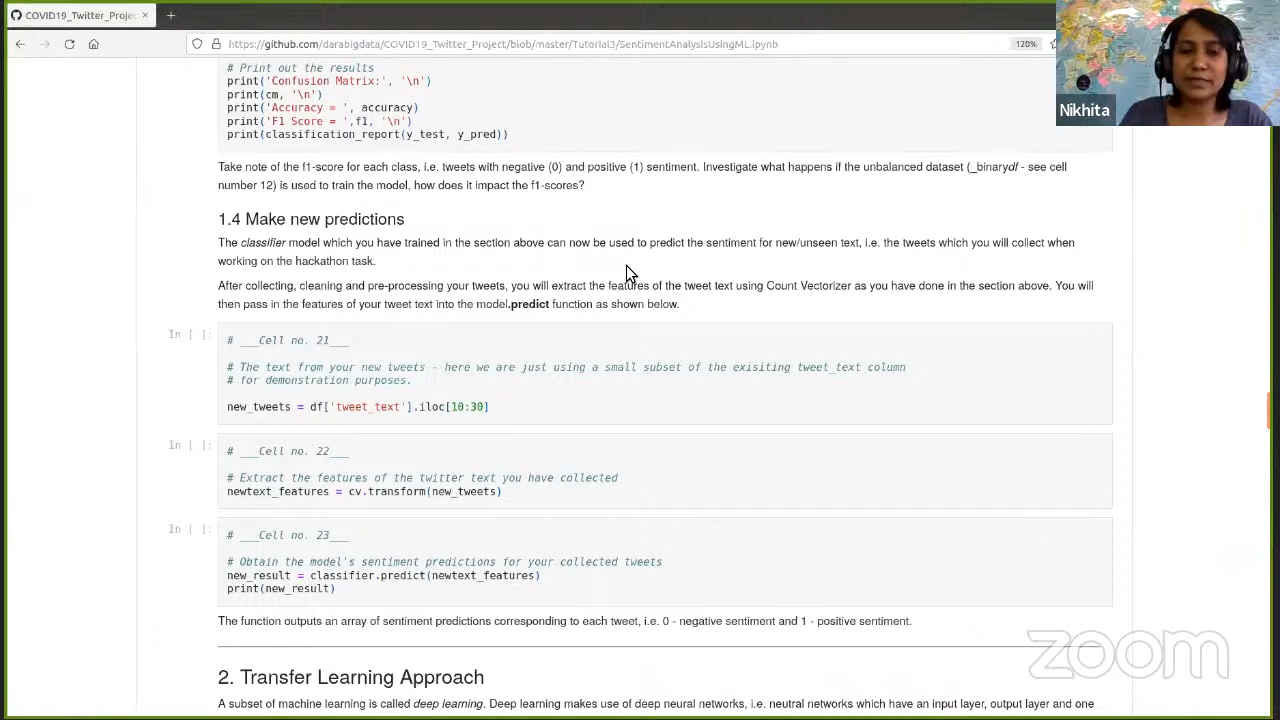 COVID19_Twitter_Projec
https://github.com/darabigdata/COVID19_Twitter_Project/blob/master/Tutorial3/SentimentAnalysisUsingML.ipynb
120%
Nikhita
# Print out the results
print('Confusion Matrix:', '\n')
print(cm, '\n')
print('Accuracy = ', accuracy)
print('F1 Score = ',f1, '\n')
print(classification_report(y_test, y_pred))
Take note of the f1-score for each class, i.e. tweets with negative (0) and positive (1) sentiment. Investigate what happens if the unbalanced dataset (_binarydf - see cell
number 12) is used to train the model, how does it impact the f1-scores?
1.4 Make new predictions
The classifier model which you have trained in the section above can now be used to predict the sentiment for new/unseen text, i.e. the tweets which you will collect when
working on the hackathon task.
After collecting, cleaning and pre-processing your tweets, you will extract the features of the tweet text using Count Vectorizer as you have done in the section above. You will
then pass in the features of your tweet text into the model.predict function as shown below.
In [ ]:
# ___Cell no. 21___
# The text from your new tweets - here we are just using a small subset of the exisiting tweet_text column
# for demonstration purposes.
new_tweets = df['tweet_text'].iloc[10:30]
In [ ]:
# ___Cell no. 22___
# Extract the features of the twitter text you have collected
newtext_features = cv.transform(new_tweets)
In [ ]:
# ___Cell no. 23___
# Obtain the model's sentiment predictions for your collected tweets
new_result = classifier.predict(newtext_features)
print(new_result)
The function outputs an array of sentiment predictions corresponding to each tweet, i.e. 0 - negative sentiment and 1 - positive sentiment.
zoom
2. Transfer Learning Approach
A subset of machine learning is called deep learning. Deep learning makes use of deep neural networks, i.e. neutral networks which have an input layer, output layer and one